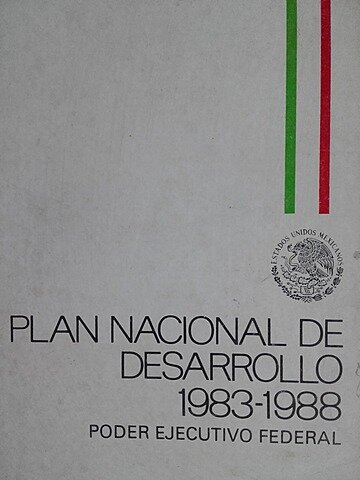 ESTADOS UNIDOS MEXICANOS
PLAN NACIONAL DE
DESARROLLO
1983-1988
PODER EJECUTIVO FEDERAL